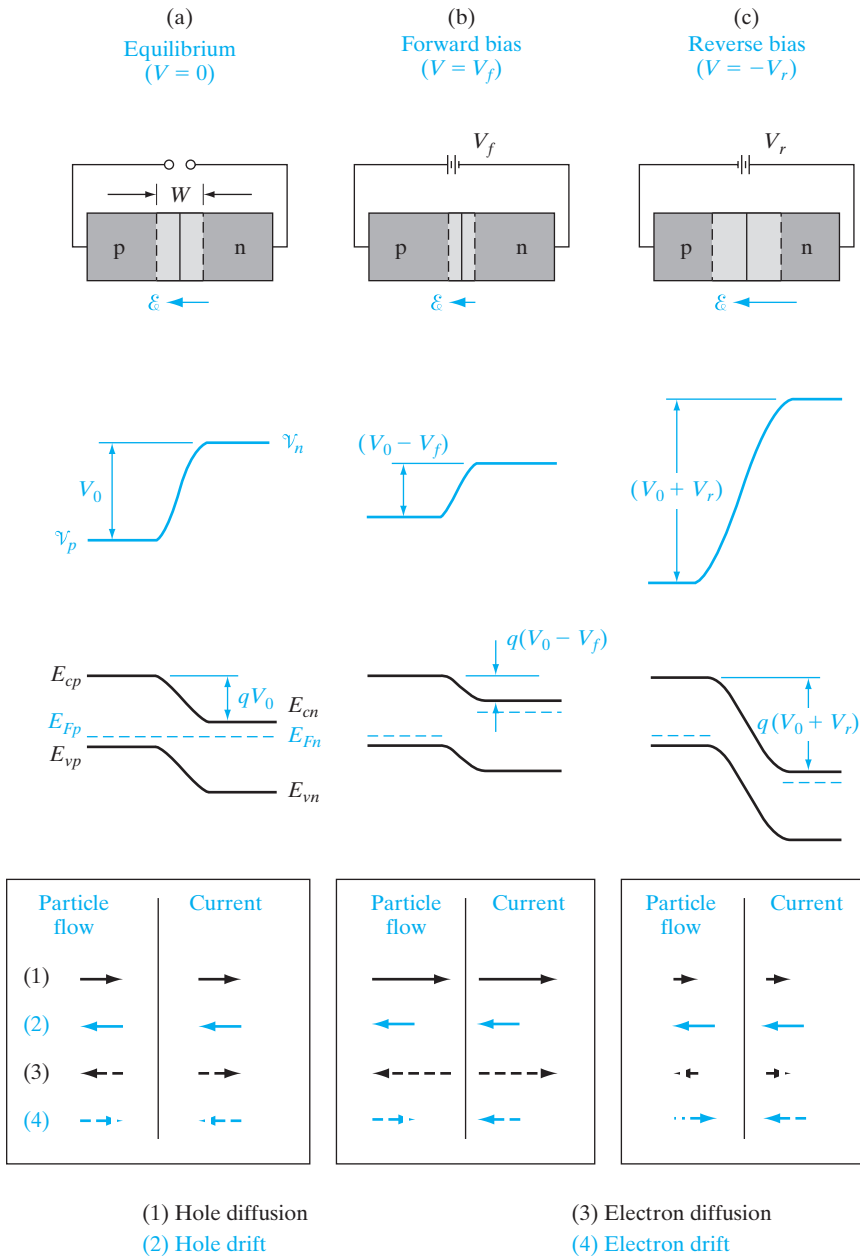 (a)
Equilibrium
(V = 0)
(b)
Forward bias
(V = V_f)
(c)
Reverse bias
(V = −V_r)
W
p
n
ℰ
V_f
p
n
ℰ
V_r
p
n
ℰ
𝒱_n
V_0
𝒱_p
(V_0 − V_f)
(V_0 + V_r)
E_cp
qV_0
E_cn
E_Fp
E_Fn
E_vp
E_vn
q(V_0 − V_f)
q(V_0 + V_r)
Particle
flow
Current
(1)
(2)
(3)
(4)
Particle
flow
Current
Particle
flow
Current
(1) Hole diffusion
(2) Hole drift
(3) Electron diffusion
(4) Electron drift